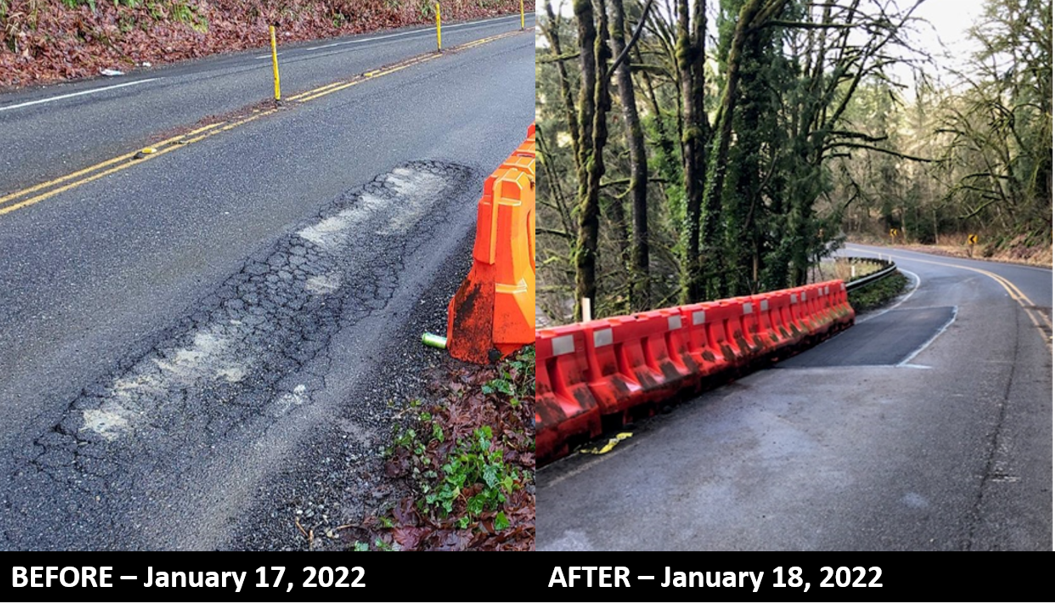 BEFORE – January 17, 2022
AFTER – January 18, 2022